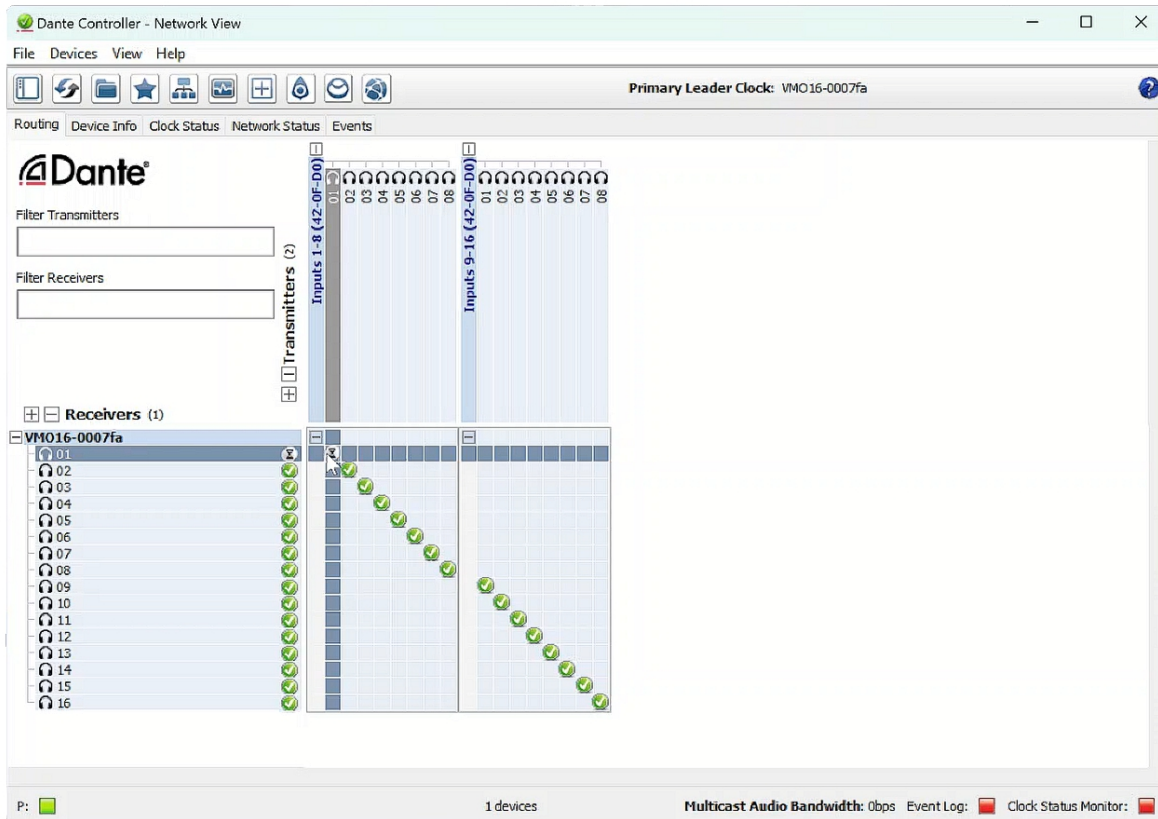 Dante Controller - Network View
File Devices View Help
Primary Leader Clock: VMO16-0007fa
Routing Device Info Clock Status Network Status Events
Dante®
Filter Transmitters
Filter Receivers
Transmitters (2)
Inputs 1-8 (42-0F-D0)
01 02 03 04 05 06 07 08
Inputs 9-16 (42-0F-D0)
01 02 03 04 05 06 07 08
Receivers (1)
VMO16-0007fa
01
02
03
04
05
06
07
08
09
10
11
12
13
14
15
16
P: 1 devices Multicast Audio Bandwidth: 0bps Event Log: Clock Status Monitor: